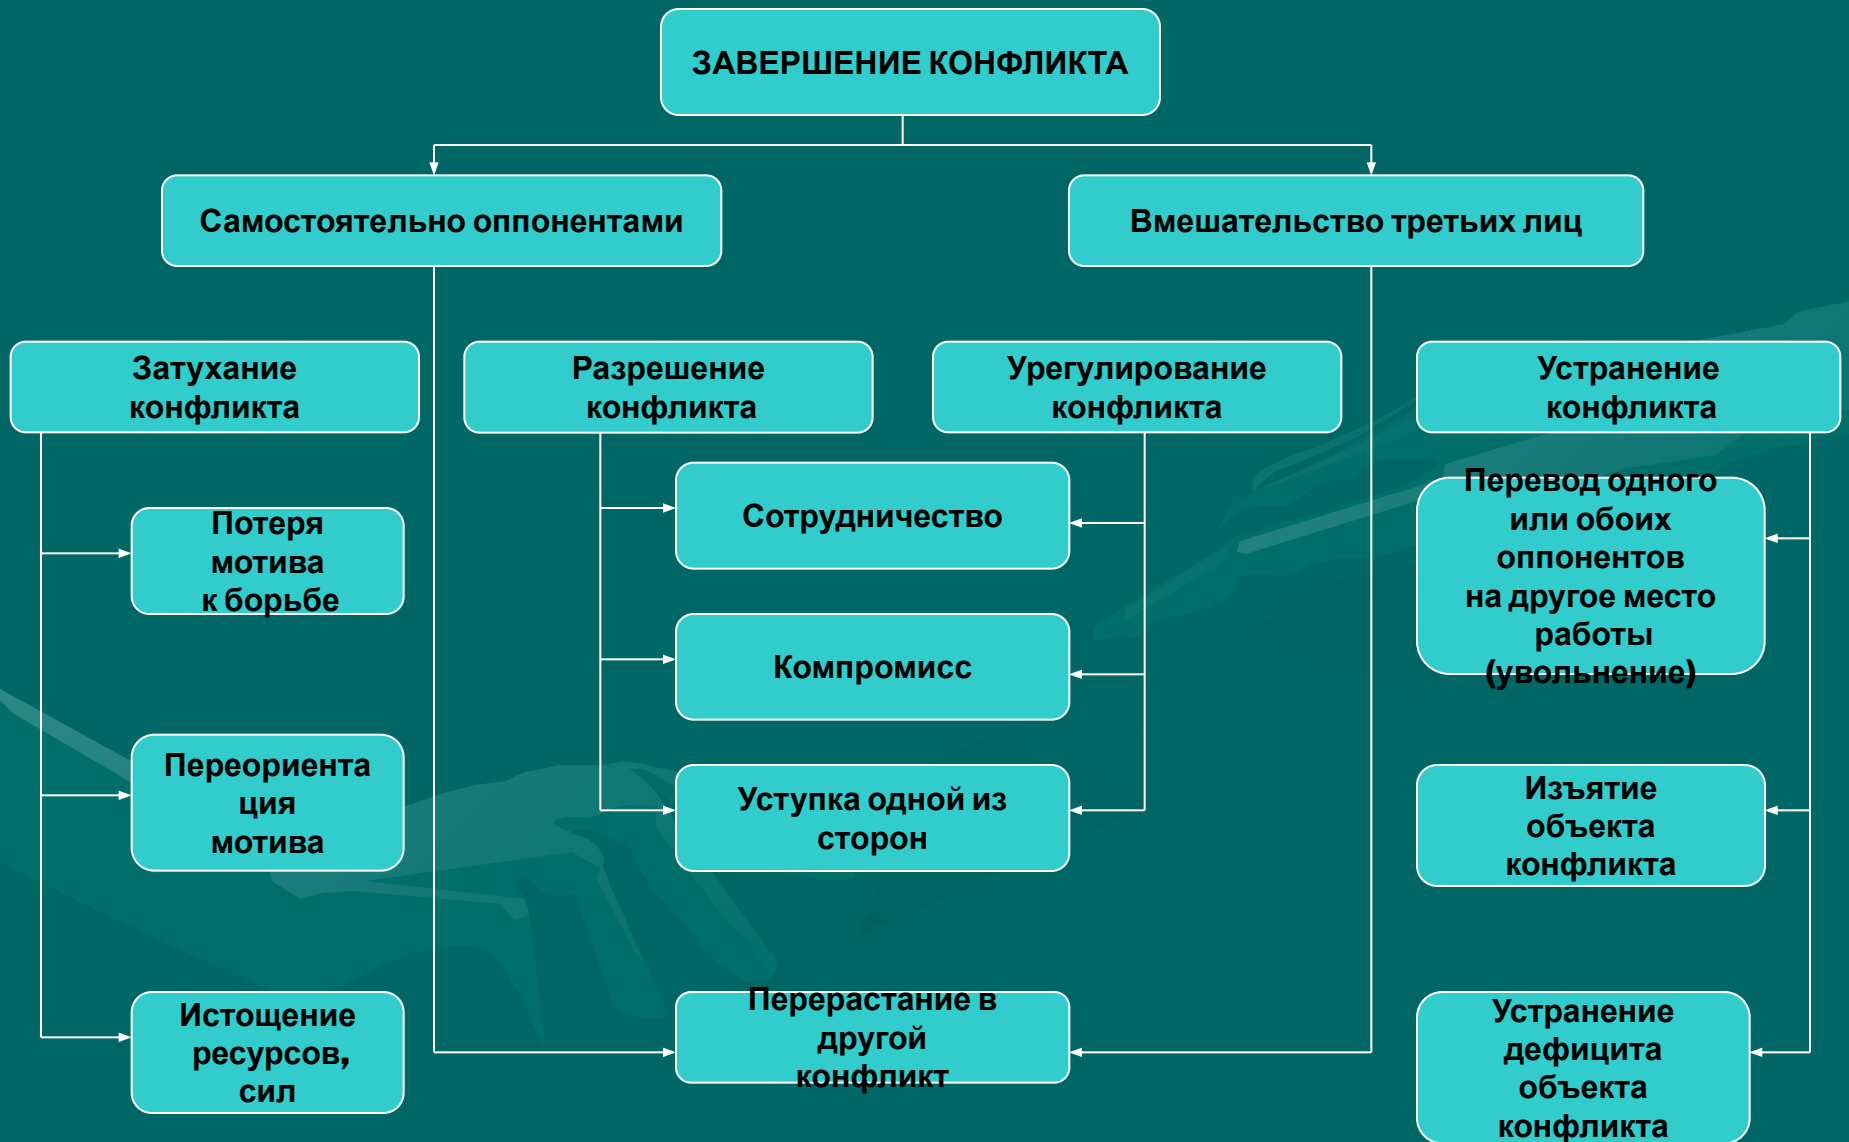 ЗАВЕРШЕНИЕ КОНФЛИКТА
Самостоятельно оппонентами
Вмешательство третьих лиц
Затухание
конфликта
Разрешение
конфликта
Урегулирование
конфликта
Устранение
конфликта
Потеря
мотива
к борьбе
Переориента
ция
мотива
Истощение
ресурсов,
сил
Сотрудничество
Компромисс
Уступка одной из
сторон
Перерастание в
другой
конфликт
Перевод одного
или обоих
оппонентов
на другое место
работы
(увольнение)
Изъятие
объекта
конфликта
Устранение
дефицита
объекта
конфликта